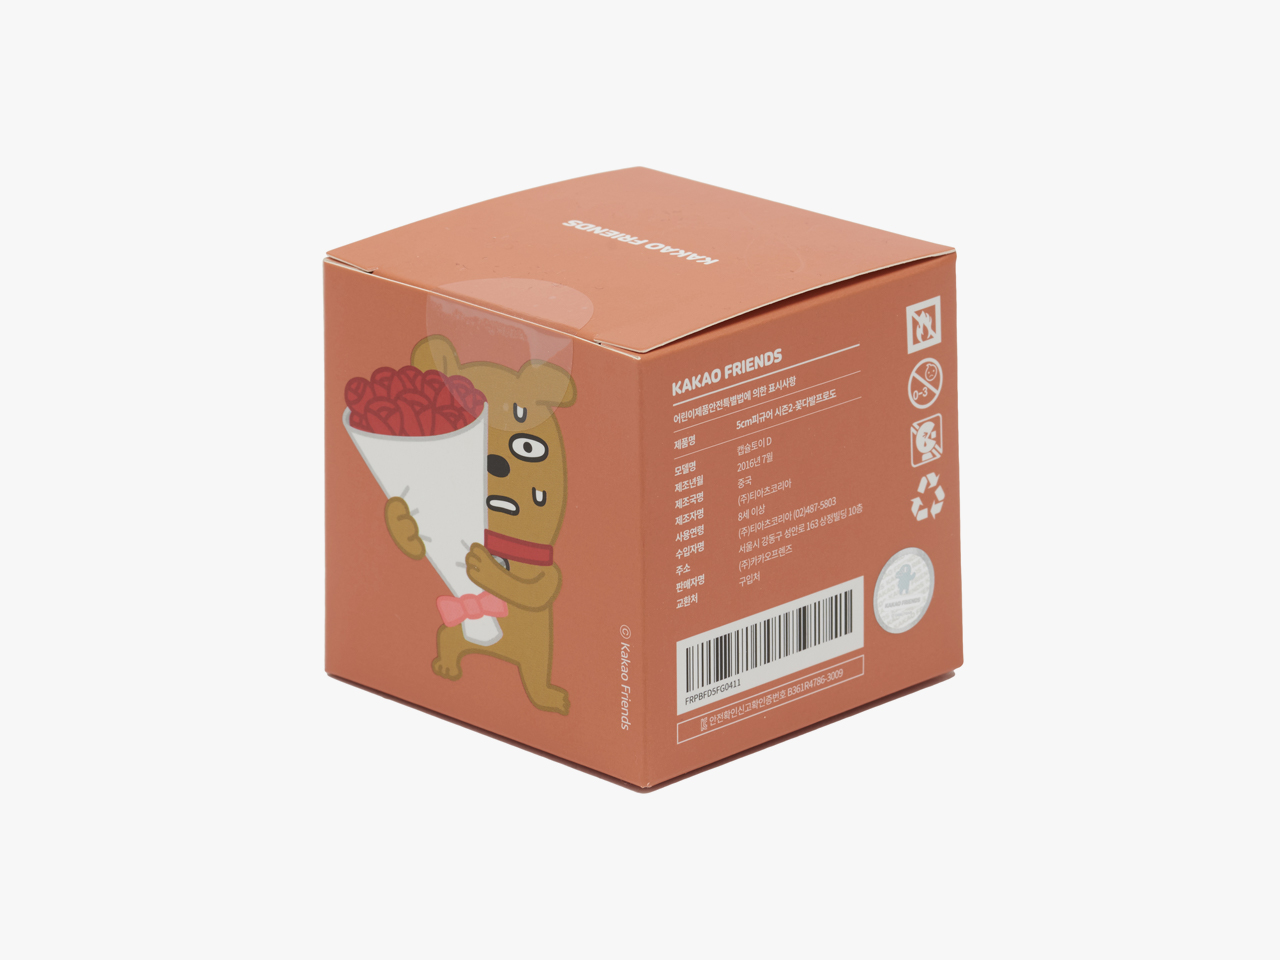 KAKAO FRIENDS
© Kakao Friends
KAKAO FRIENDS
어린이제품안전특별법에 의한 표시사항
제품명 5cm피규어 시즌2-꽃다발프로도
모델명 캡슐토이 D
제조년월 2016년 7월
제조국명 중국
제조자명 (주)티아츠코리아
사용연령 8세 이상
수입자명 (주)티아츠코리아 (02)487-5803
주소 서울시 강동구 성안로 163 상정빌딩 10층
판매자명 (주)카카오프렌즈
교환처 구입처
FRPBFDSFG0411
안전확인신고확인증번호 B361R4786-3009
0-3
KAKAO FRIENDS